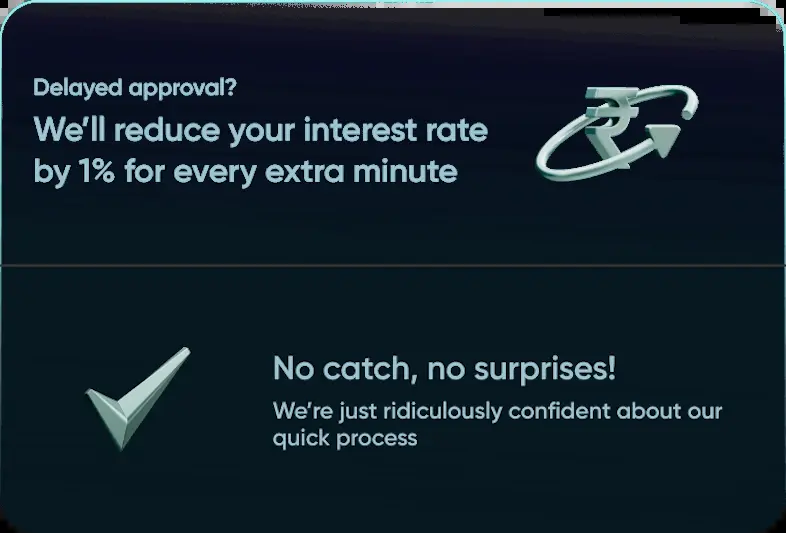 Delayed approval?
We’ll reduce your interest rate
by 1% for every extra minute
No catch, no surprises!
We’re just ridiculously confident about our
quick process